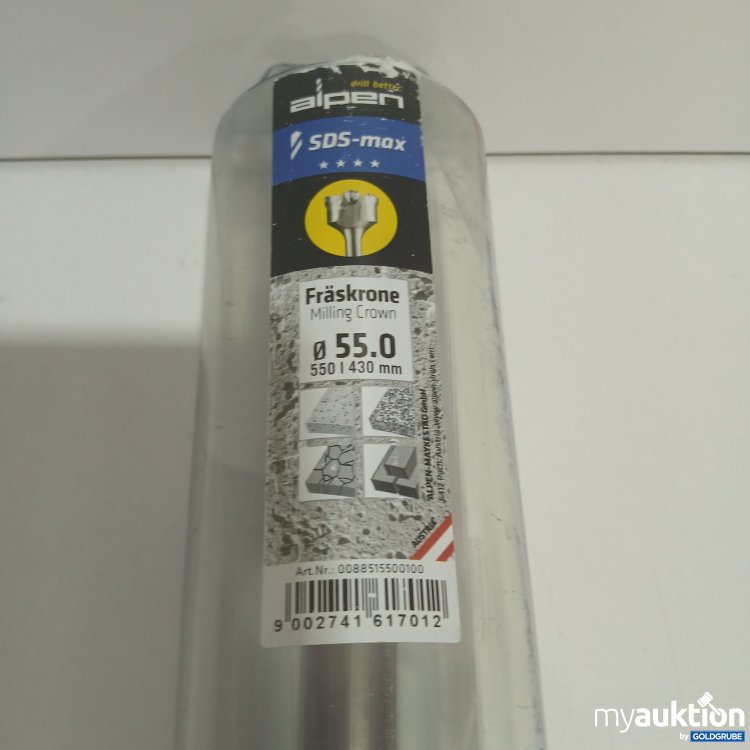 drill better
alpen
SDS-max
Fräskrone
Milling Crown
ø 55.0
550 I 430 mm
ALPEN-MAYKESTAG GmbH
AUSTRIA
Art.Nr.: 0088515500100
9 002741 617012
myauktion
by GOLDGRUBE